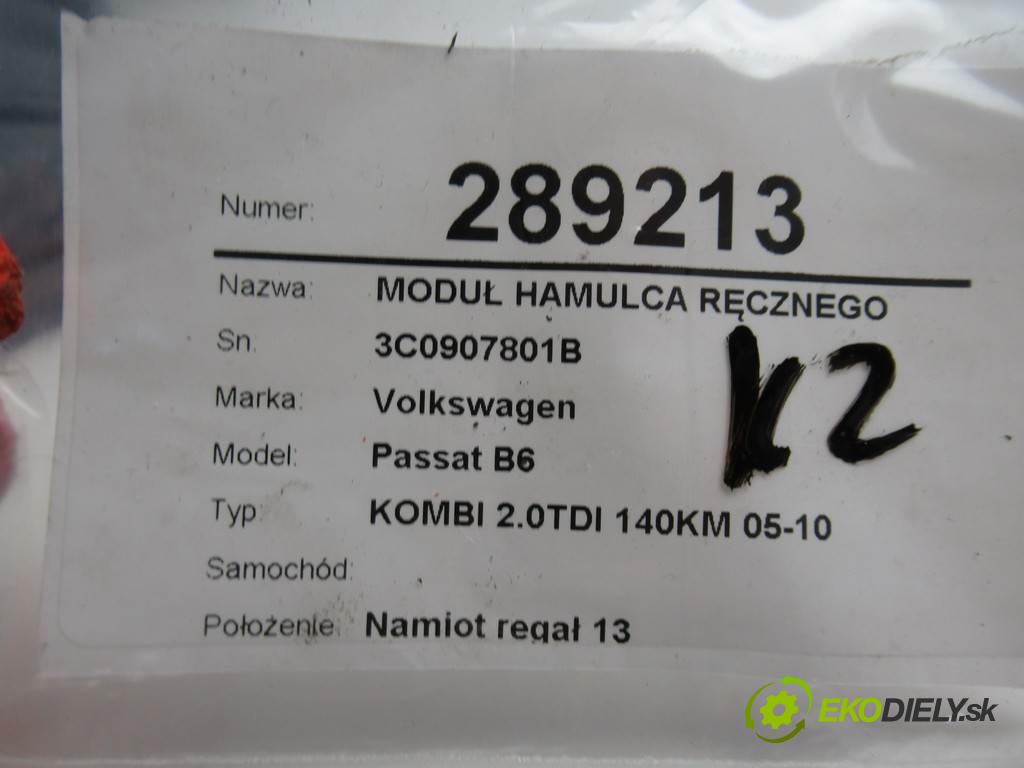 Numer: 289213
Nazwa: MODUŁ HAMULCA RĘCZNEGO
Sn: 3C0907801B
Marka: Volkswagen
Model: Passat B6
Typ: KOMBI 2.0TDI 140KM 05-10
Samochód:
Położenie: Namiot regał 13
K2
EKODIELY.sk